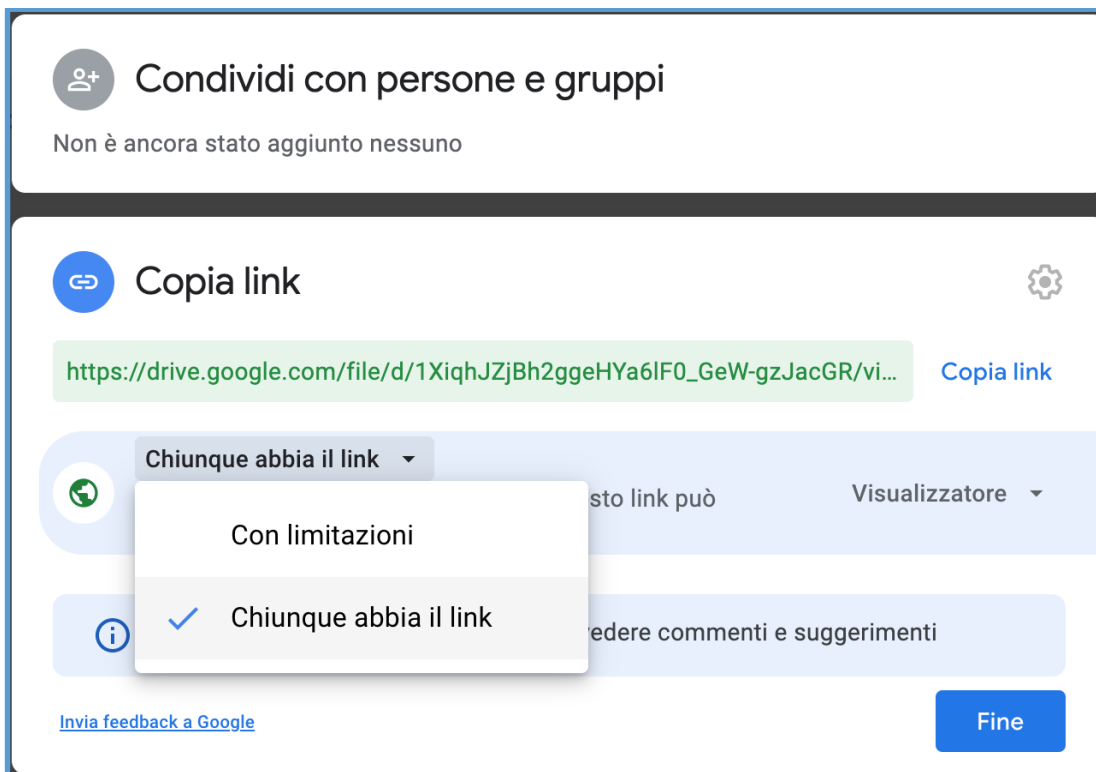 Condividi con persone e gruppi
Non è ancora stato aggiunto nessuno
Copia link
https://drive.google.com/file/d/1XiqhJZjBh2ggeHYa6lF0_GeW-gzJacGR/vi...
Copia link
Chiunque abbia il link
sto link può
Visualizzatore
Con limitazioni
Chiunque abbia il link
edere commenti e suggerimenti
Invia feedback a Google
Fine